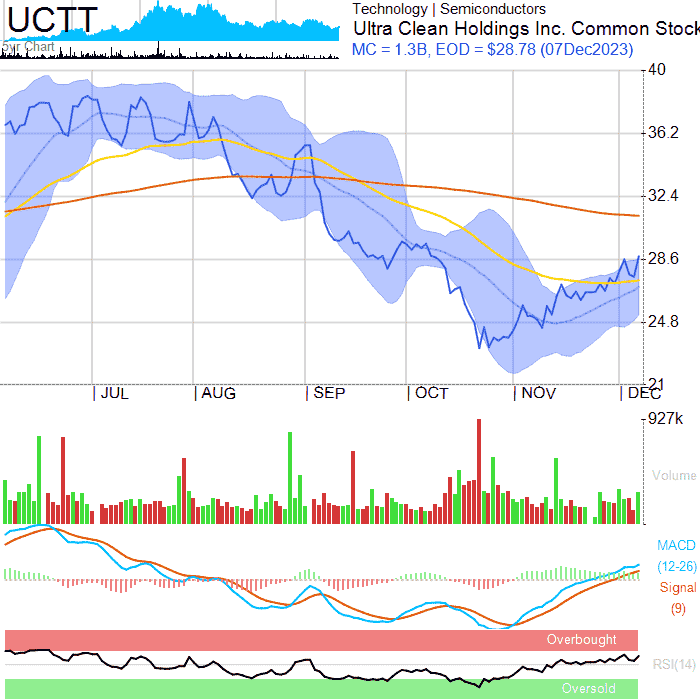 UCTT
5yr Chart
Technology | Semiconductors
Ultra Clean Holdings Inc. Common Stock
MC = 1.3B, EOD = $28.78 (07Dec2023)
40
36.2
32.4
28.6
24.8
21
JUL AUG SEP OCT NOV DEC
927k
Volume
MACD
(12-26)
Signal
(9)
Overbought
RSI(14)
Oversold